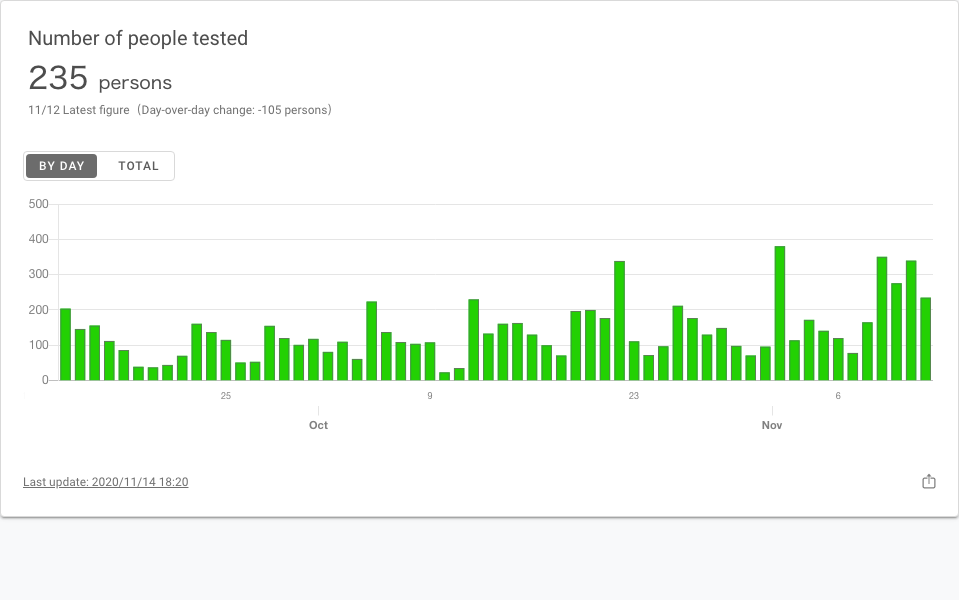 Number of people tested
235 persons
11/12 Latest figure（Day-over-day change: -105 persons）
BY DAY TOTAL
500
400
300
200
100
0
25 9 23 6
Oct Nov
Last update: 2020/11/14 18:20